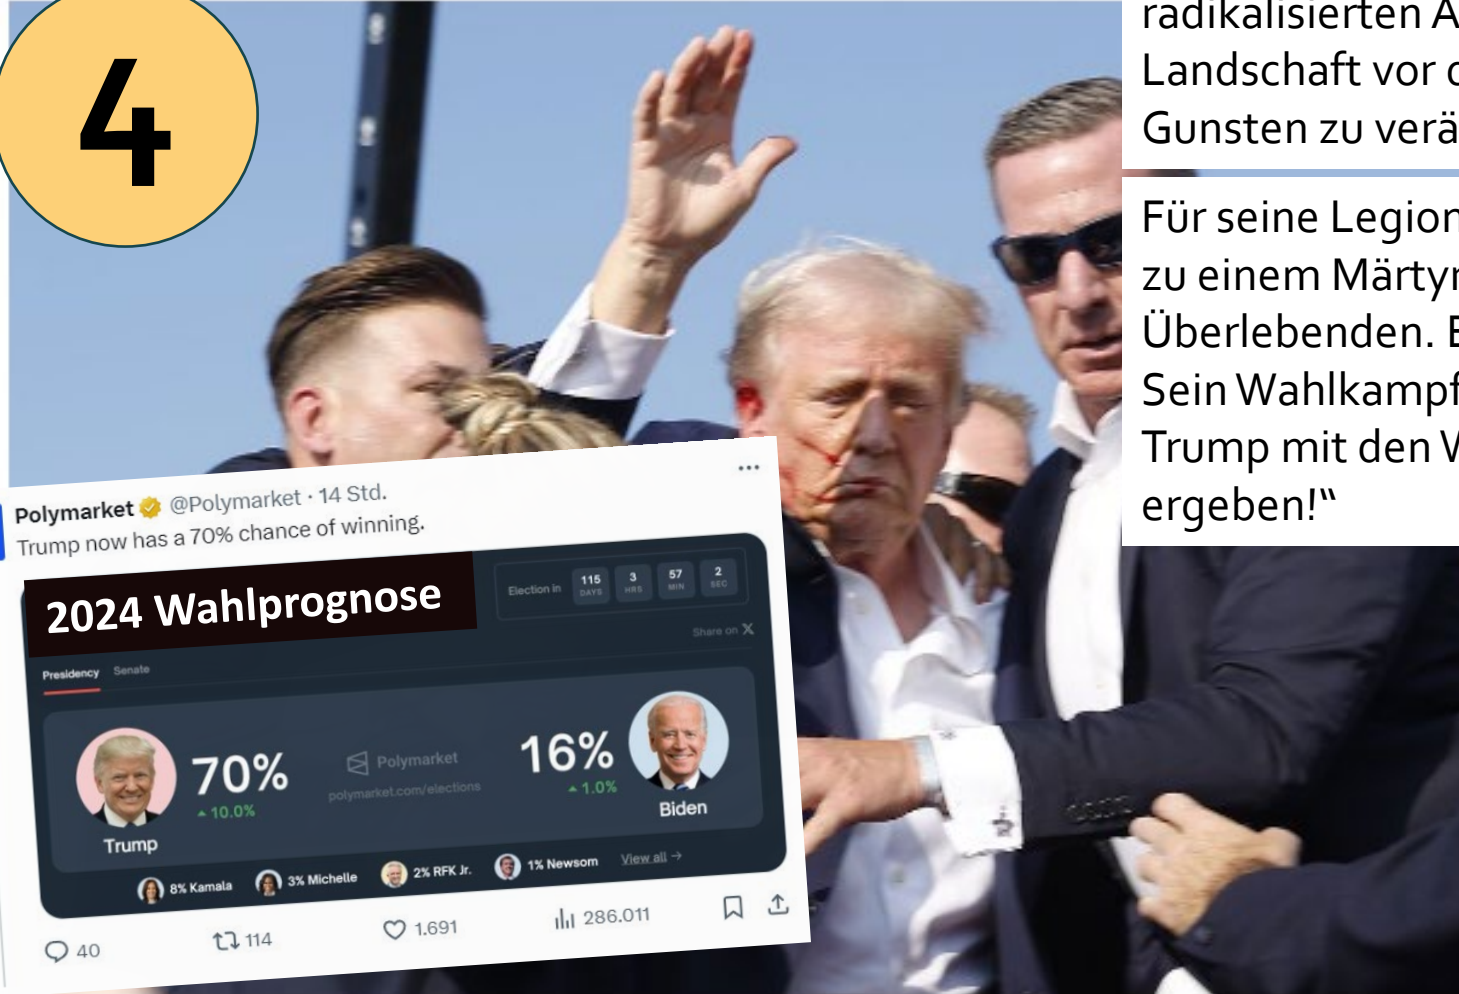 4
radikalisierten A
Landschaft vor
Gunsten zu verä
Für seine Legion
zu einem Märty
Überlebenden. E
Sein Wahlkampf
Trump mit den W
ergeben!“
Polymarket @Polymarket · 14 Std.
Trump now has a 70% chance of winning.
2024 Wahlprognose
Election in 115 DAYS 3 HRS 57 MIN 2 SEC
Share on X
Presidency Senate
70% 10.0% Trump
Polymarket
polymarket.com/elections
16% 1.0% Biden
8% Kamala 3% Michelle 2% RFK Jr. 1% Newsom View all →
40 114 1.691 286.011